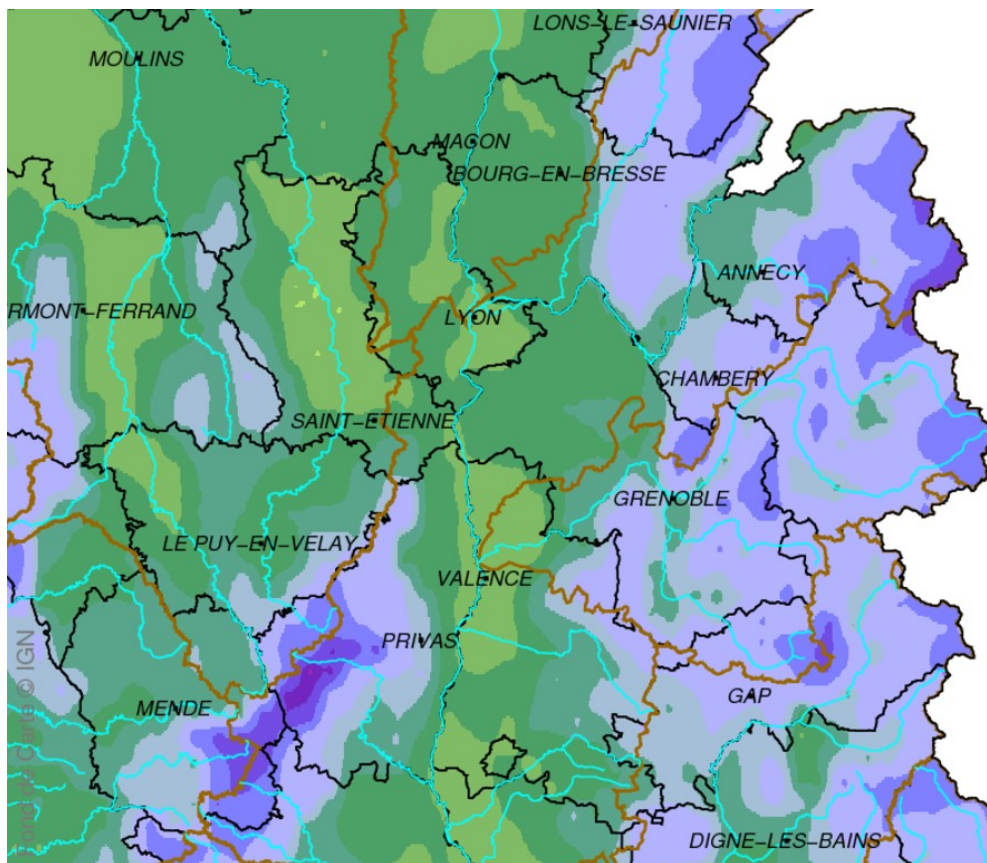 LONS-LE-SAUNIER
MOULINS
MACON
BOURG-EN-BRESSE
ANNECY
RMONT-FERRAND
LYON
CHAMBERY
SAINT-ETIENNE
GRENOBLE
LE PUY-EN-VELAY
VALENCE
PRIVAS
GAP
MENDE
DIGNE-LES-BAINS
Fond de Carte © IGN